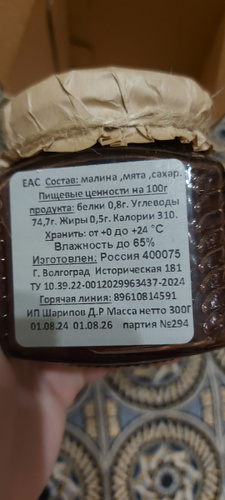 ЕАС Состав: малина ,мята ,сахар.
Пищевые ценности на 100г
продукта: белки 0,8г. Углеводы
74,7г. Жиры 0,5г. Калории 310.
Хранить: от +0 до +24 °С
Влажность до 65%
Изготовлен: Россия 400075
Г. Волгоград Историческая 181
ТУ 10.39.22-0012029963437-2024
Горячая линия: 89610814591
ИП Шарипов Д.Р Масса нетто 300Г
01.08.24 01.08.26 партия №294